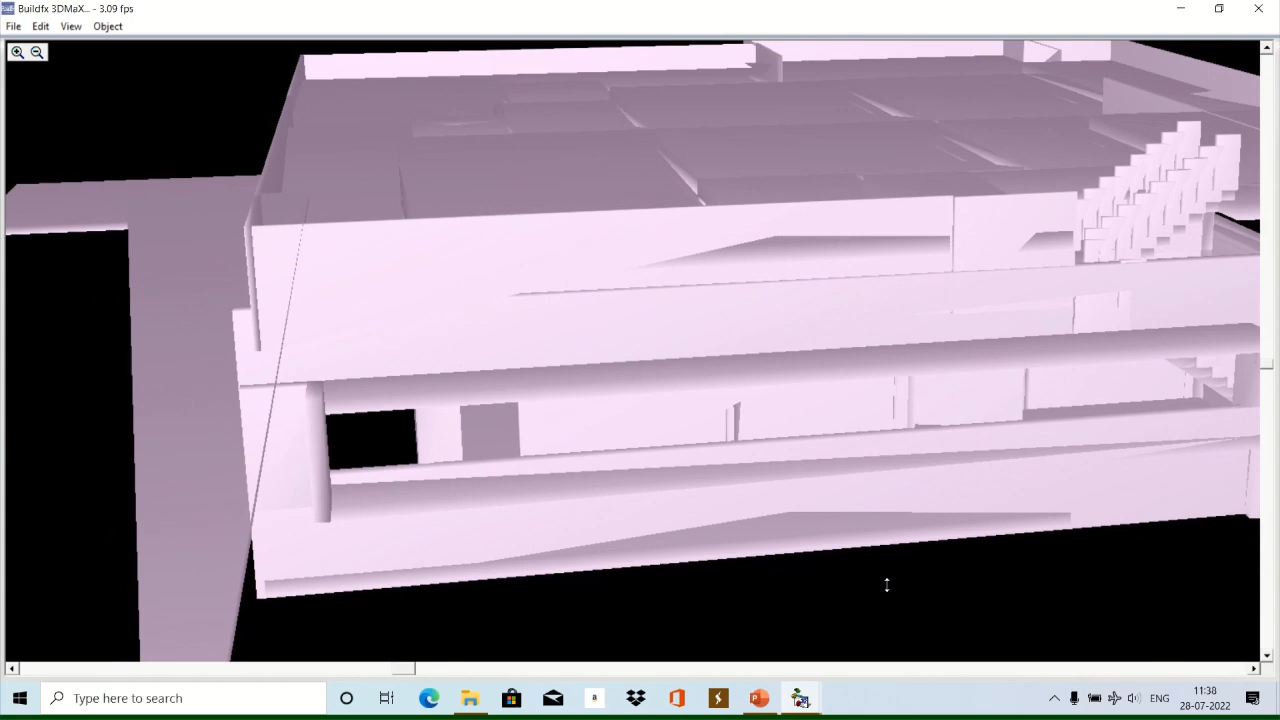 Buildfx 3DMaX... - 3.09 fps
File Edit View Object
Type here to search
a
ENG
11:38
28-07-2022